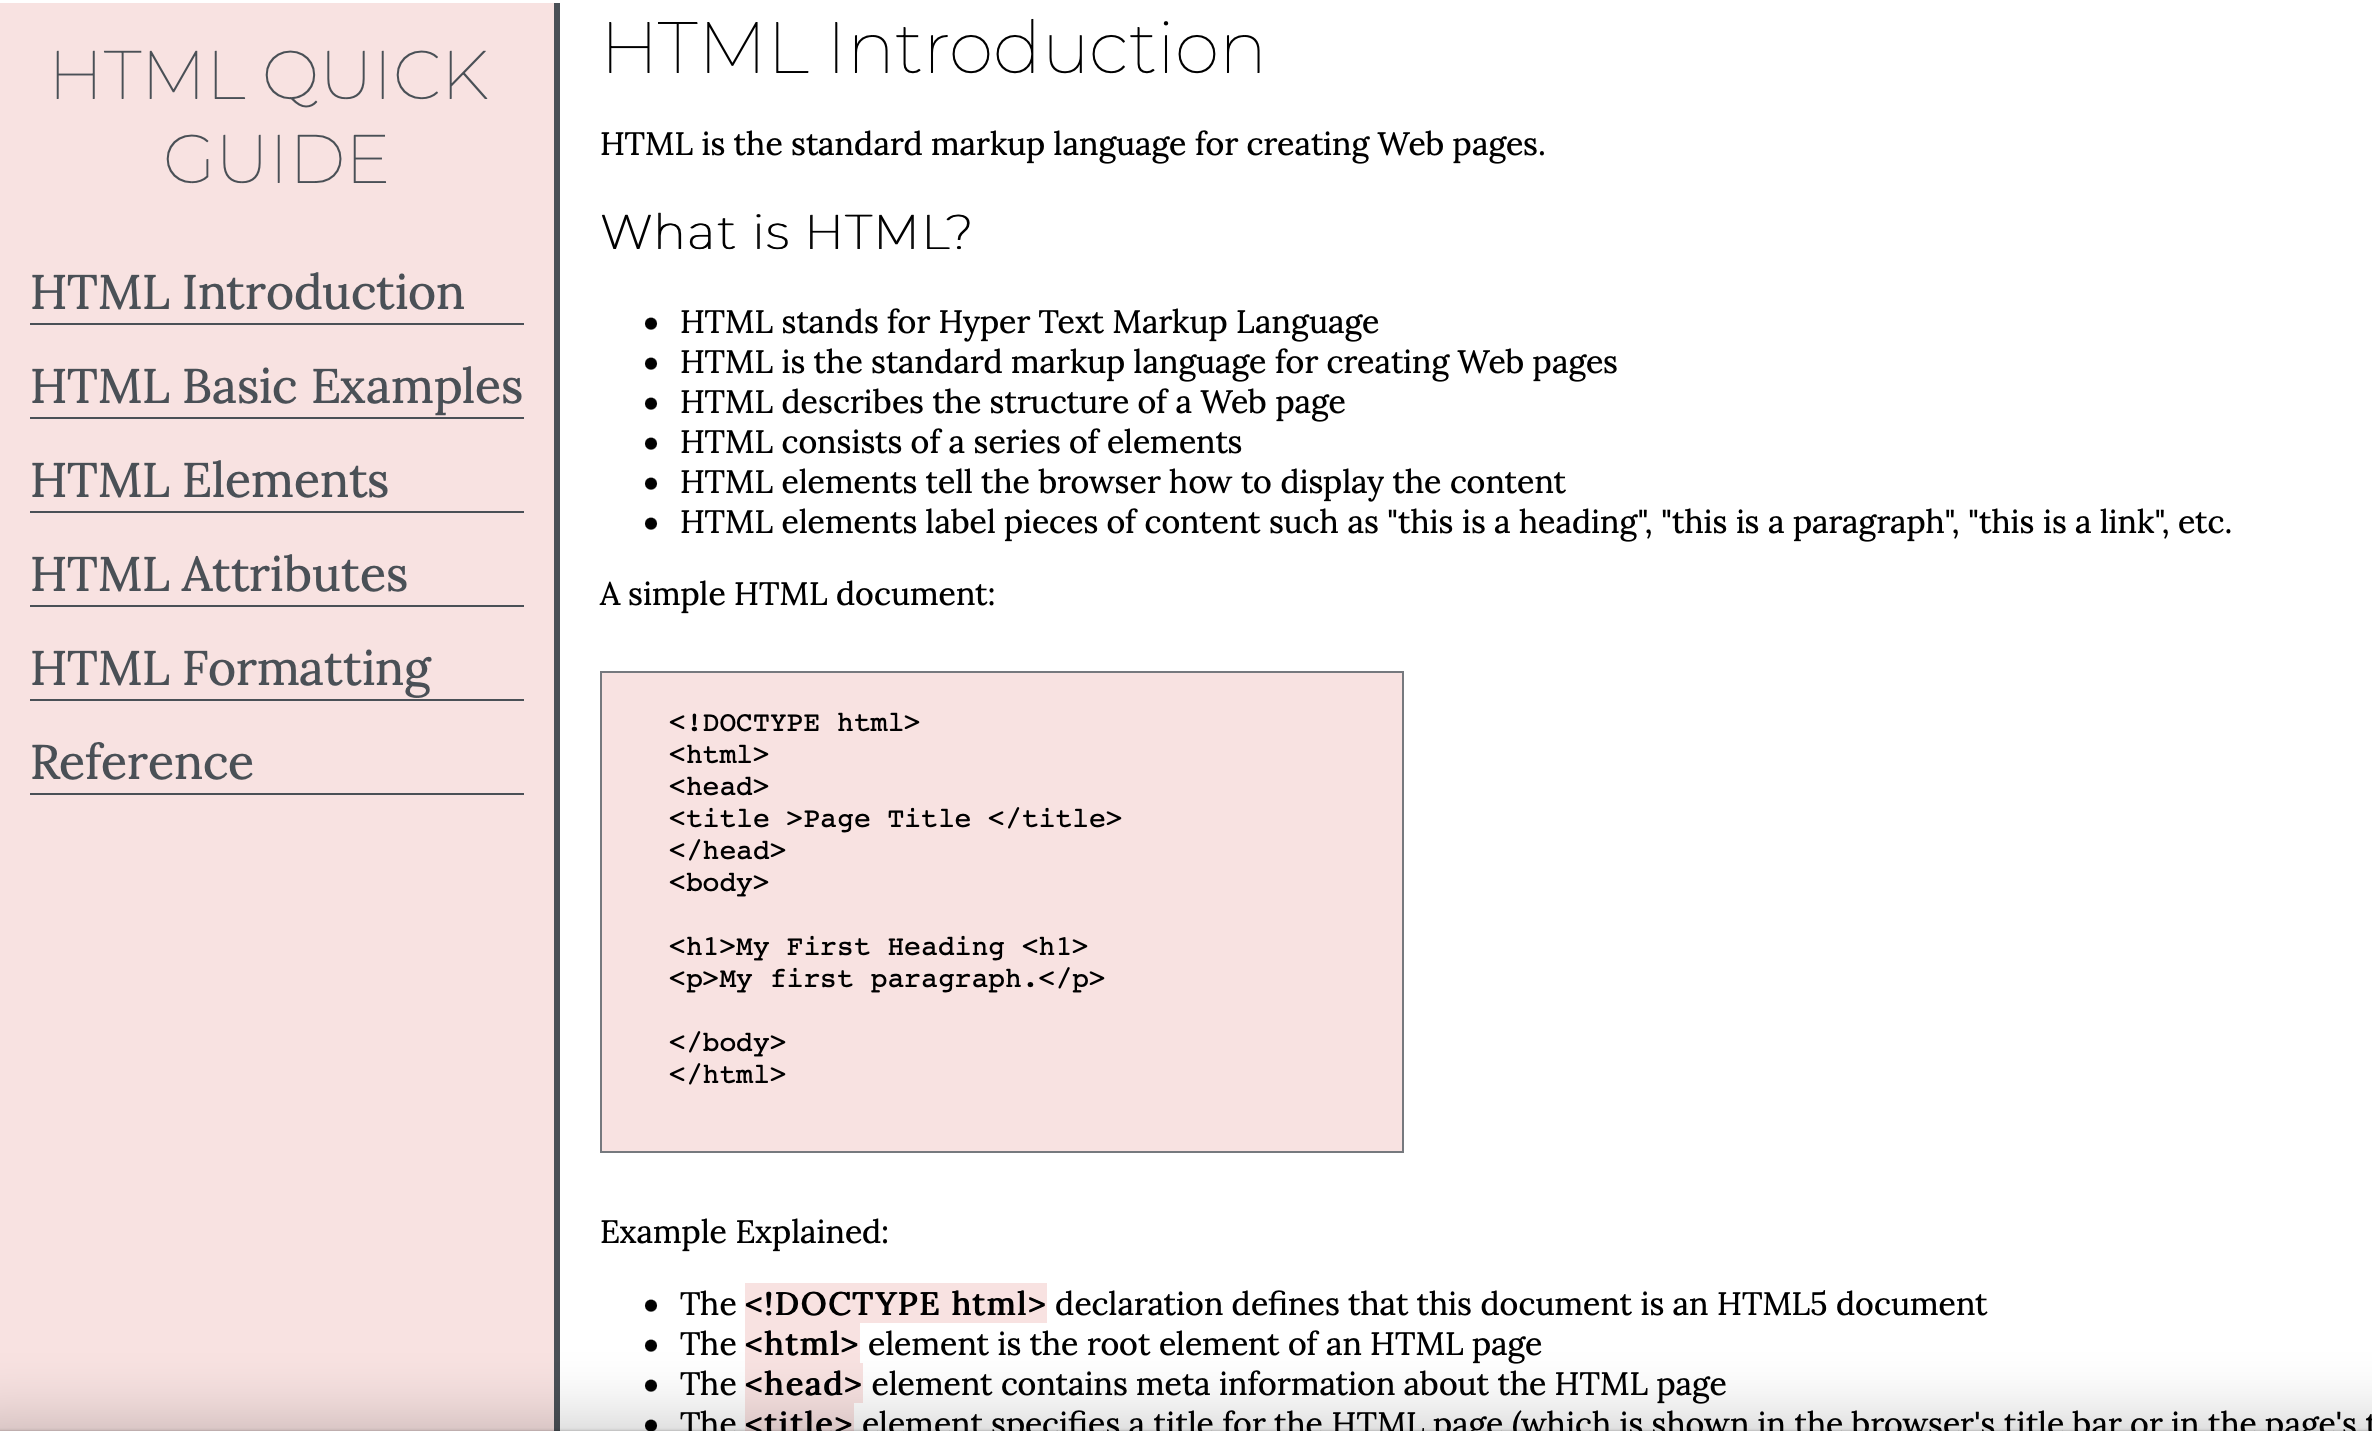 HTML QUICK
GUIDE
HTML Introduction
HTML Basic Examples
HTML Elements
HTML Attributes
HTML Formatting
Reference
HTML Introduction
HTML is the standard markup language for creating Web pages.
What is HTML?
• HTML stands for Hyper Text Markup Language
• HTML is the standard markup language for creating Web pages
• HTML describes the structure of a Web page
• HTML consists of a series of elements
• HTML elements tell the browser how to display the content
• HTML elements label pieces of content such as "this is a heading", "this is a paragraph", "this is a link", etc.
A simple HTML document:
<!DOCTYPE html>
<html>
<head>
<title >Page Title </title>
</head>
<body>
<h1>My First Heading <h1>
<p>My first paragraph.</p>
</body>
</html>
Example Explained:
• The <!DOCTYPE html> declaration defines that this document is an HTML5 document
• The <html> element is the root element of an HTML page
• The <head> element contains meta information about the HTML page
• The <title> element specifies a title for the HTML page (which is shown in the browser's title bar or in the page's